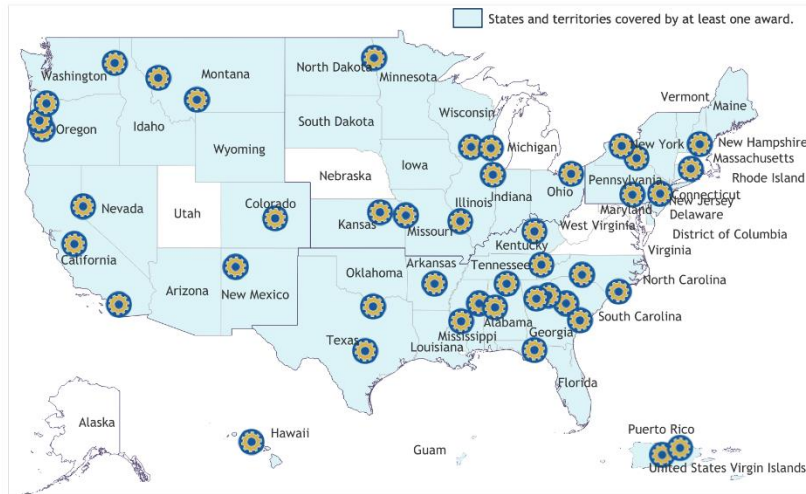 States and territories covered by at least one award.
Washington
Montana
North Dakota
Minnesota
Vermont
Maine
Oregon
Idaho
Wisconsin
Michigan
New York
New Hampshire
Massachusetts
South Dakota
Wyoming
Iowa
Nebraska
Pennsylvania
Rhode Island
Connecticut
New Jersey
Nevada
Utah
Colorado
Kansas
Missouri
Illinois
Indiana
Ohio
Maryland
Delaware
West Virginia
District of Columbia
Virginia
Kentucky
California
Arizona
New Mexico
Oklahoma
Arkansas
Tennessee
North Carolina
South Carolina
Texas
Louisiana
Mississippi
Alabama
Georgia
Florida
Alaska
Hawaii
Guam
Puerto Rico
United States Virgin Islands